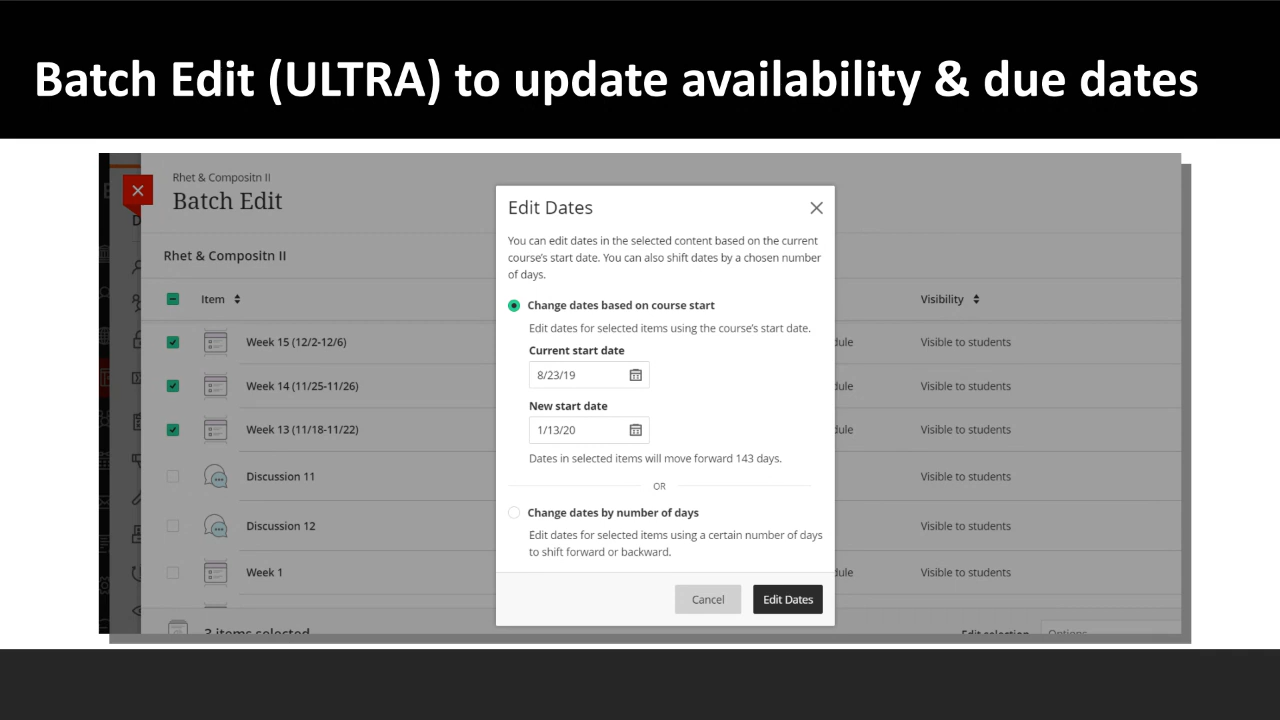 Batch Edit (ULTRA) to update availability & due dates
Rhet & Compositn II
Batch Edit
Rhet & Compositn II
Item
Visibility
Week 15 (12/2-12/6)
Visible to students
Week 14 (11/25-11/26)
Visible to students
Week 13 (11/18-11/22)
Visible to students
Discussion 11
Visible to students
Discussion 12
Visible to students
Week 1
Visible to students
3 items selected
Edit selection
Options
Edit Dates
You can edit dates in the selected content based on the current
course's start date. You can also shift dates by a chosen number
of days.
Change dates based on course start
Edit dates for selected items using the course's start date.
Current start date
8/23/19
New start date
1/13/20
Dates in selected items will move forward 143 days.
OR
Change dates by number of days
Edit dates for selected items using a certain number of days
to shift forward or backward.
Cancel
Edit Dates